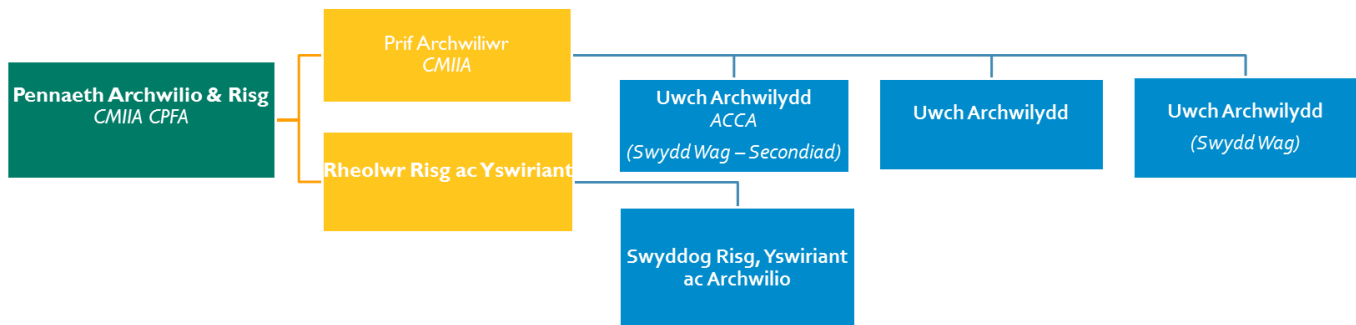 Pennaeth Archwilio & Risg
CMIIA CPFA
Prif Archwiliwr
CMIIA
Rheolwr Risg ac Yswiriant
Uwch Archwilydd
ACCA
(Swydd Wag – Secondiad)
Uwch Archwilydd
Uwch Archwilydd
(Swydd Wag)
Swyddog Risg, Yswiriant
ac Archwilio